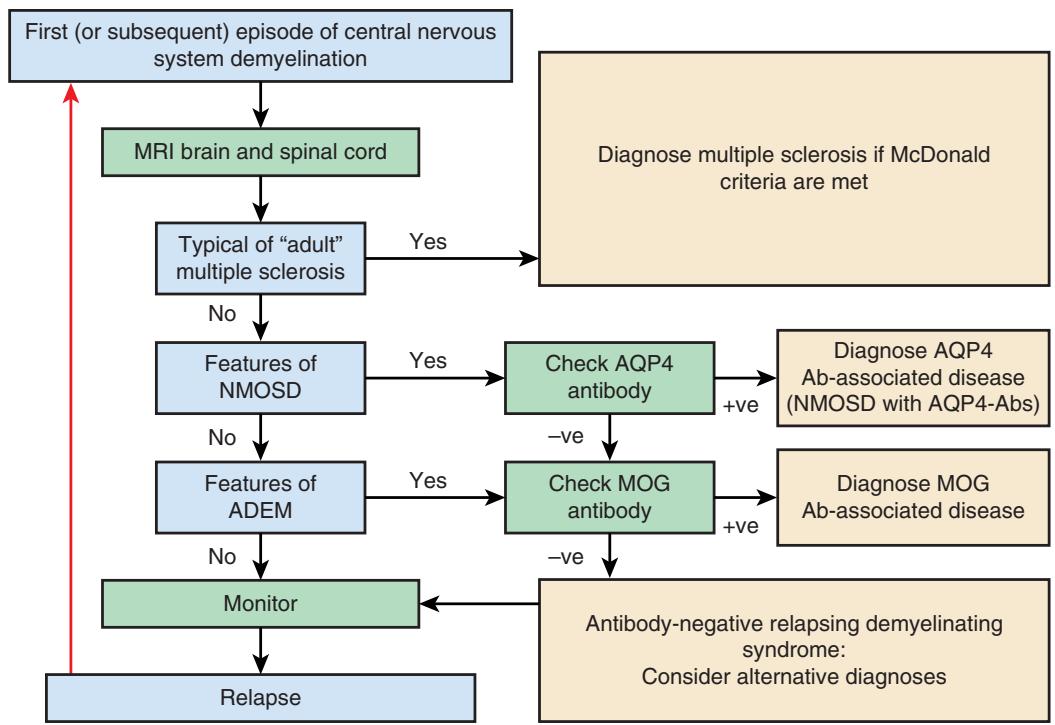 First (or subsequent) episode of central nervous
system demyelination
MRI brain and spinal cord
Diagnose multiple sclerosis if McDonald
criteria are met
Typical of “adult”
multiple sclerosis
Yes
No
Features of
NMOSD
Yes
Check AQP4
antibody
+ve
Diagnose AQP4
Ab-associated disease
(NMOSD with AQP4-Abs)
No
–ve
Features of
ADEM
Yes
Check MOG
antibody
+ve
Diagnose MOG
Ab-associated disease
No
–ve
Monitor
Antibody-negative relapsing demyelinating
syndrome:
Consider alternative diagnoses
Relapse